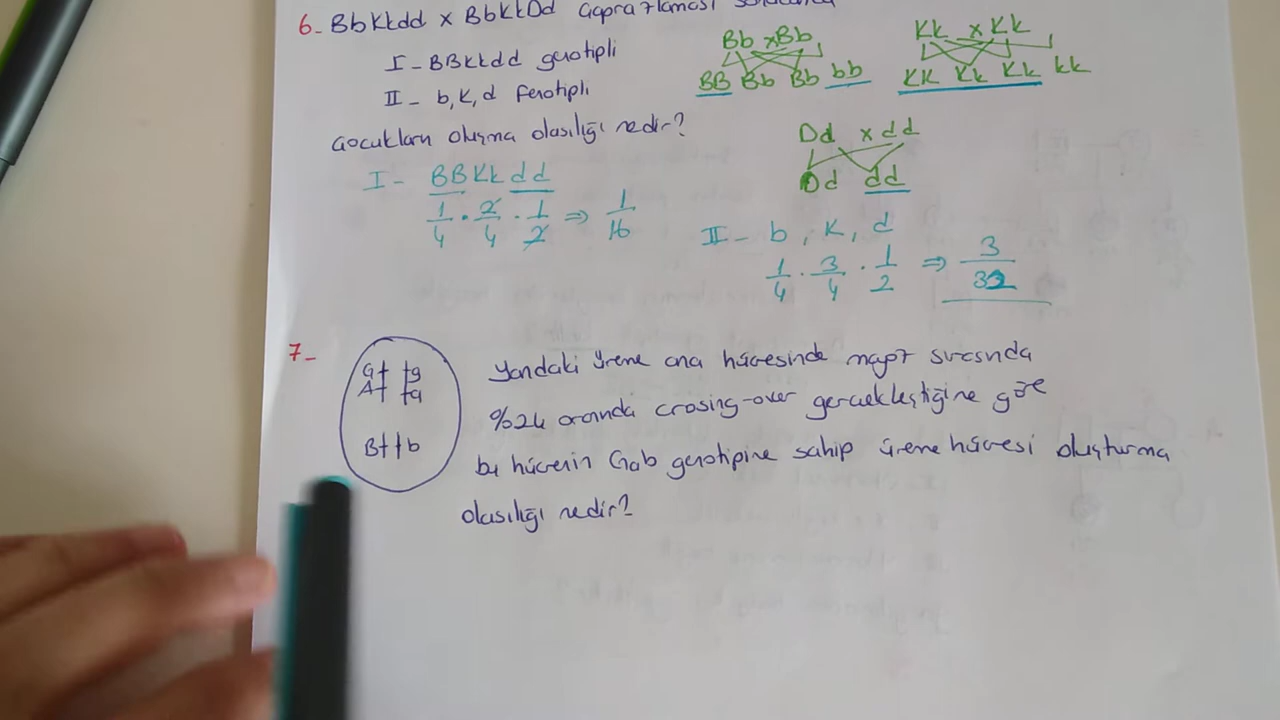 6- BbKkdd x BbKkDd çaprazlaması sonucunda
I- BBKkdd genotipli
II- b, K, d fenotipli
çocukların oluşma olasılığı nedir?
Bb x Bb
BB Bb Bb bb
Kk x Kk
KK Kk Kk kk
Dd x dd
Dd dd
I- BBKkdd
1/4 . 2/4 . 1/2 ⇒ 1/16
II- b, K, d
1/4 . 3/4 . 1/2 ⇒ 3/32
7-
G g
A a
B b
Yandaki üreme ana hücresinde mayoz sırasında
%24 oranında crosing-over gerçekleştiğine göre
bu hücrenin Gab genotipine sahip üreme hücresi oluşturma
olasılığı nedir?